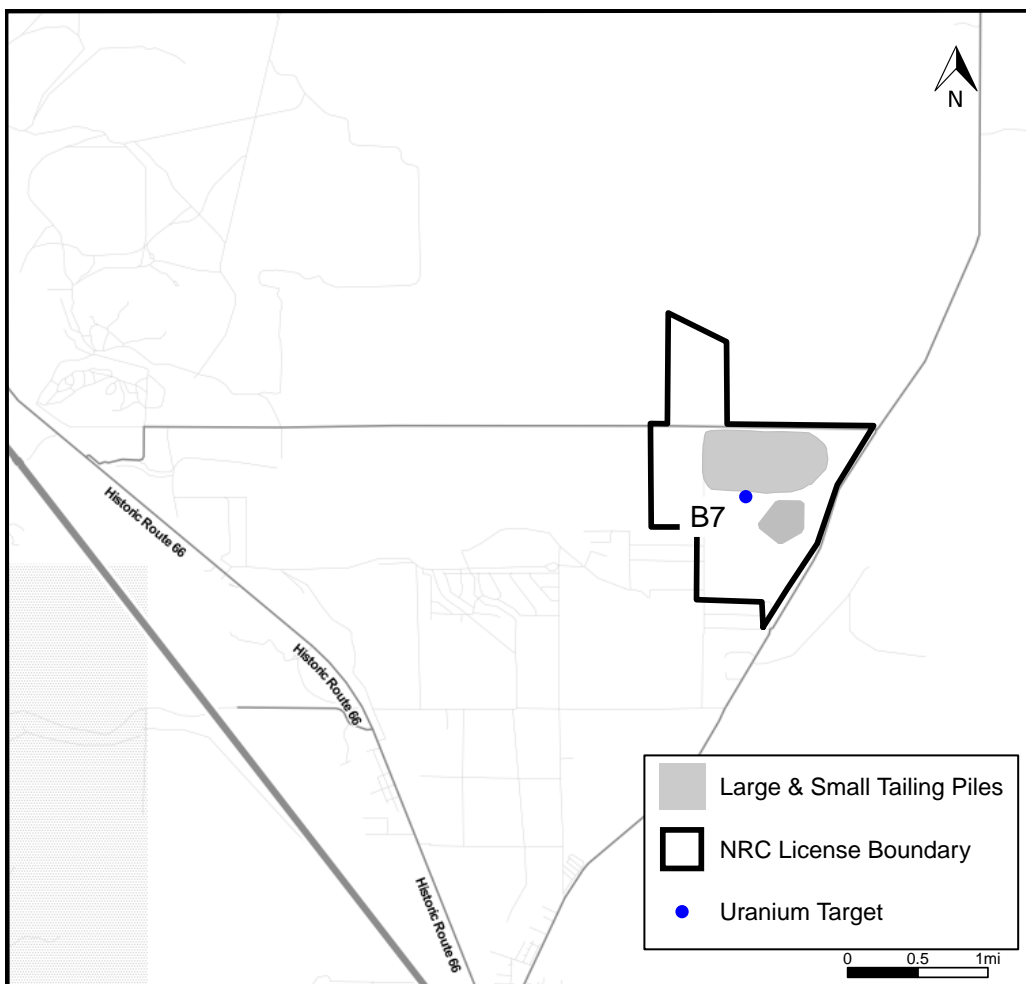 N
B7
Historic Route 66
Historic Route 66
Historic Route 66
Large & Small Tailing Piles
NRC License Boundary
Uranium Target
0 0.5 1mi